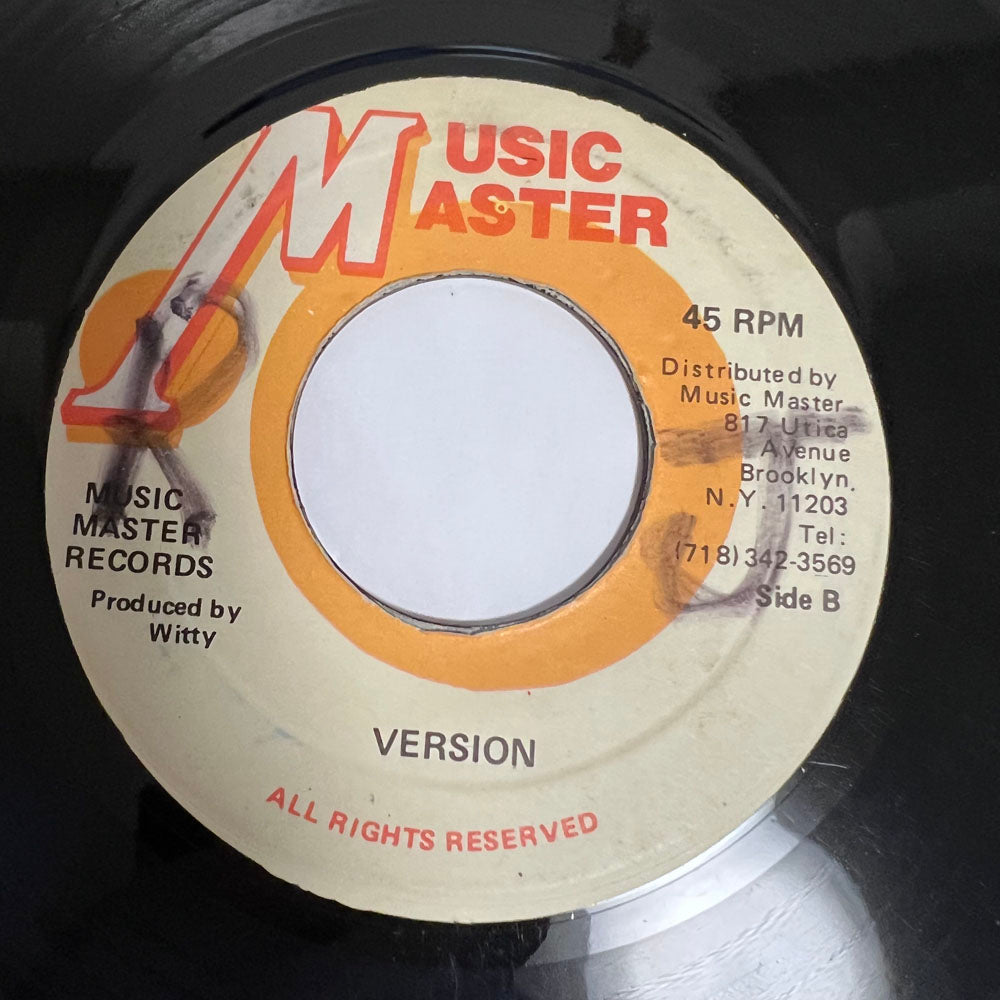 MUSIC
MASTER
45 RPM
Distributed by
Music Master
817 Utica
Avenue
Brooklyn,
N.Y. 11203
Tel:
(718) 342-3569
Side B
MUSIC
MASTER
RECORDS
Produced by
Witty
VERSION
ALL RIGHTS RESERVED
R J